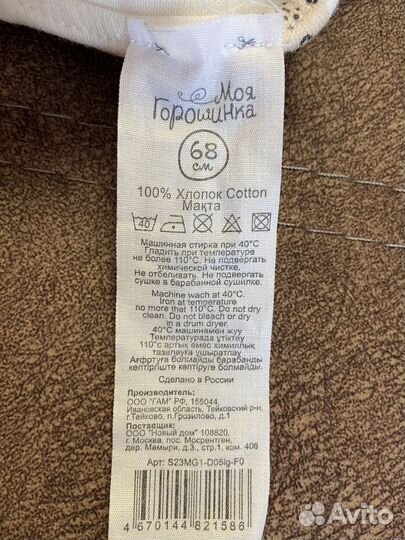 Моя
Горошинка
68
см
100% Хлопок Cotton
Мақта
40
Машинная стирка при 40°С
Гладить при температуре
не более 110°С. Не подвергать
химической чистке.
Не отбеливать. Не подвергать
сушке в барабанной сушилке.
Machine wach at 40°C.
Iron at temperature
no more that 110°C. Do not dry
clean. Do not bleach or dry
in a drum dryer.
40°С машинамен жуу
Температурада үтіктеу
110°с артық емес химиялық
тазалауға ушыратлау
Ағартуға болмайды барабанды
кептіргіште кептіруге болмайды
Сделано в России
Производитель:
ООО "ГАМ" РФ, 155044,
Ивановская область, Тейковский р-н,
г.Тейково, п.Грозилово, д.1
Поставщик:
ООО "Новый дом" 108820,
г. Москва, пос. Мосрентген,
дер. Мамыри, д.3., стр.1, ком. 406
Арт: S23MG1-D05lg-F0
4 670144 821586
Avito